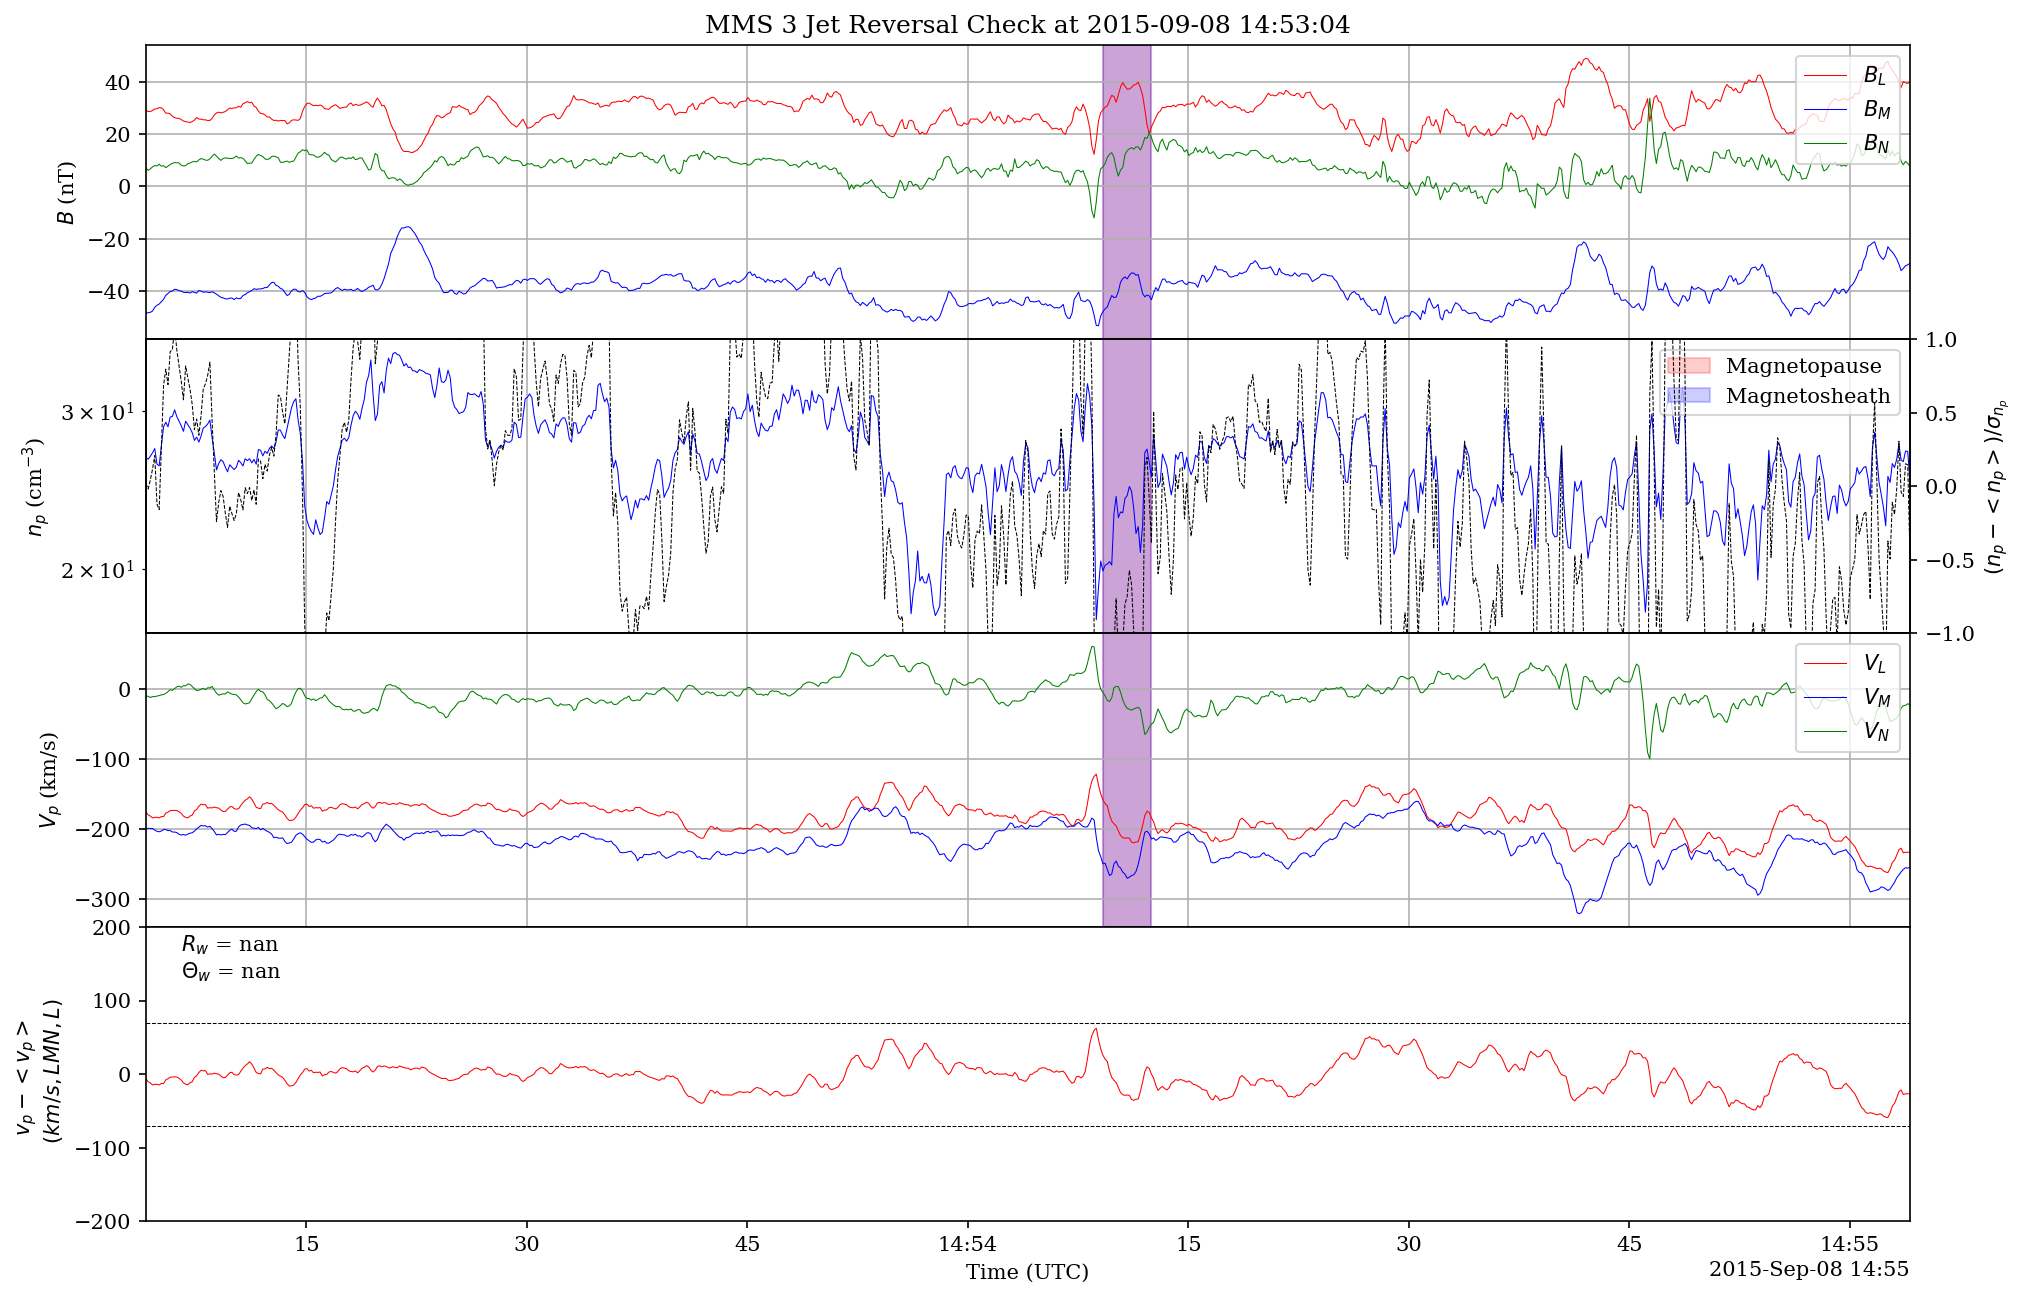 MMS 3 Jet Reversal Check at 2015-09-08 14:53:04
40
20
0
−20
−40
B (nT)
B_L
B_M
B_N
3 × 10^1
2 × 10^1
n_p (cm^{−3})
1.0
0.5
0.0
−0.5
−1.0
(n_p − < n_p >)/σ_{n_p}
Magnetopause
Magnetosheath
0
−100
−200
−300
V_p (km/s)
V_L
V_M
V_N
200
100
0
−100
−200
v_p − < v_p >
(km/s, LMN, L)
R_w = nan
Θ_w = nan
15
30
45
14:54
15
30
45
14:55
Time (UTC)
2015-Sep-08 14:55